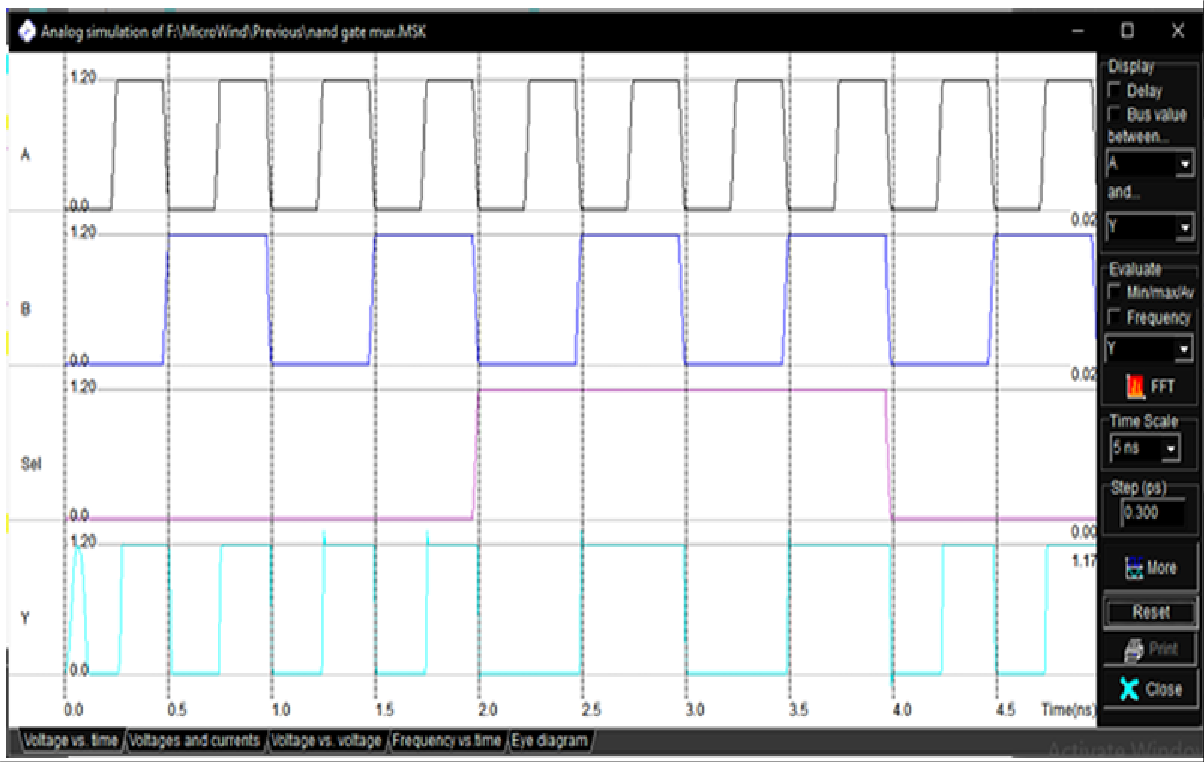 Analog simulation of F:\MicroWind\Previous\nand gate mux.MSK
1.20
A
0.0
0.02
1.20
B
0.0
0.02
1.20
Sel
0.0
0.00
1.20
1.17
Y
0.0
0.0 0.5 1.0 1.5 2.0 2.5 3.0 3.5 4.0 4.5 Time(ns)
Voltage vs. time Voltages and currents Voltage vs. voltage Frequency vs.time Eye diagram
Display
Delay
Bus value
between...
A
and...
Y
Evaluate
Min/max/Av
Frequency
Y
FFT
Time Scale
5 ns
Step (ps)
0.300
More
Reset
Print
Close
Activate Window